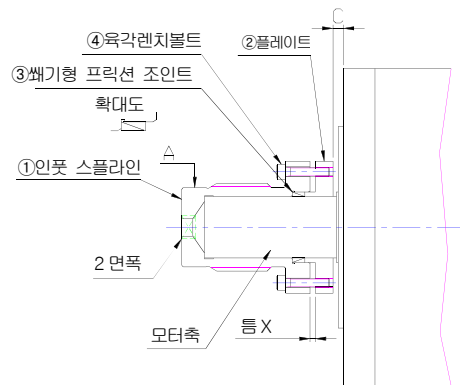 C
④육각렌치볼트
②플레이트
③쐐기형 프릭션 조인트
확대도
A
①인풋 스플라인
2면폭
모터축
틈X